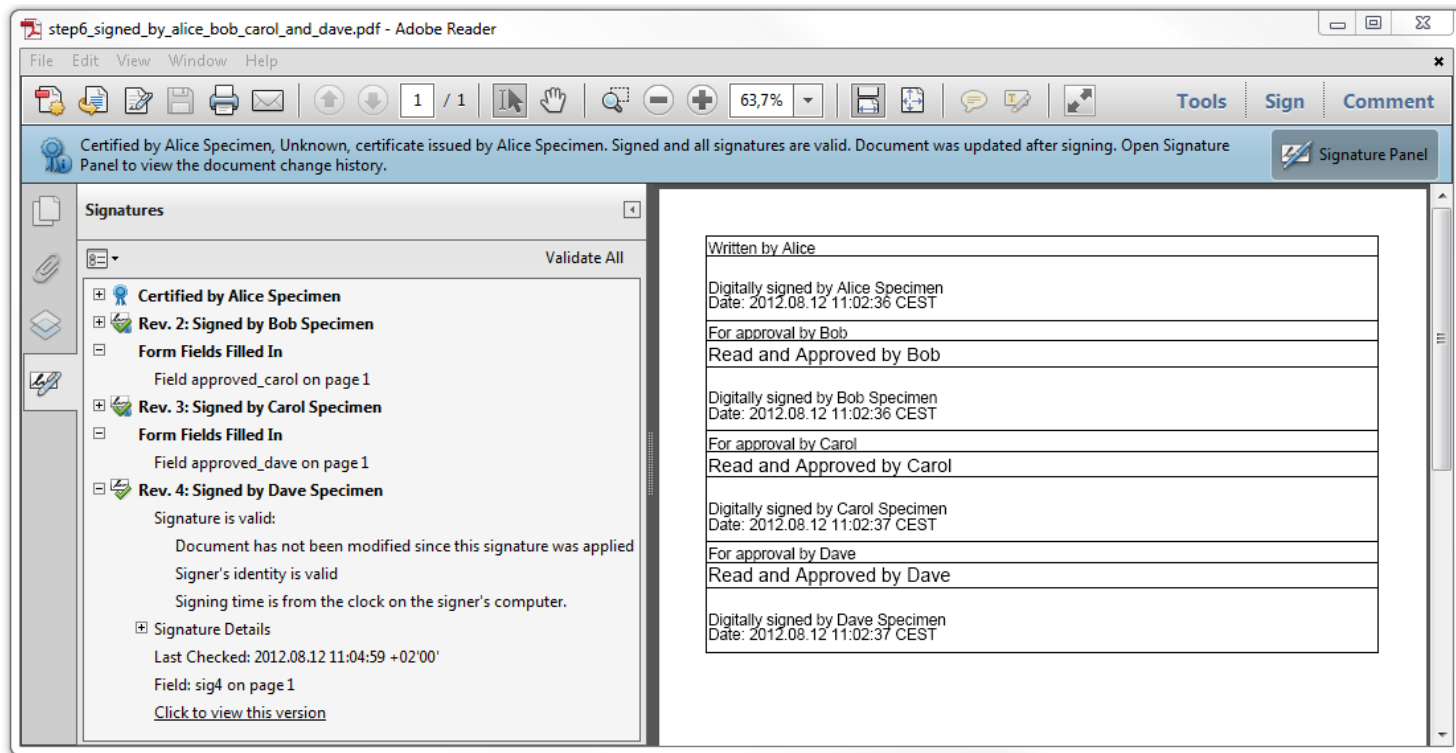 step6_signed_by_alice_bob_carol_and_dave.pdf - Adobe Reader
File Edit View Window Help
1 / 1 63,7% Tools Sign Comment
Certified by Alice Specimen, Unknown, certificate issued by Alice Specimen. Signed and all signatures are valid. Document was updated after signing. Open Signature
Panel to view the document change history.
Signature Panel
Signatures
Validate All
Certified by Alice Specimen
Rev. 2: Signed by Bob Specimen
Form Fields Filled In
Field approved_carol on page 1
Rev. 3: Signed by Carol Specimen
Form Fields Filled In
Field approved_dave on page 1
Rev. 4: Signed by Dave Specimen
Signature is valid:
Document has not been modified since this signature was applied
Signer's identity is valid
Signing time is from the clock on the signer's computer.
Signature Details
Last Checked: 2012.08.12 11:04:59 +02'00'
Field: sig4 on page 1
Click to view this version
Written by Alice
Digitally signed by Alice Specimen
Date: 2012.08.12 11:02:36 CEST
For approval by Bob
Read and Approved by Bob
Digitally signed by Bob Specimen
Date: 2012.08.12 11:02:36 CEST
For approval by Carol
Read and Approved by Carol
Digitally signed by Carol Specimen
Date: 2012.08.12 11:02:37 CEST
For approval by Dave
Read and Approved by Dave
Digitally signed by Dave Specimen
Date: 2012.08.12 11:02:37 CEST